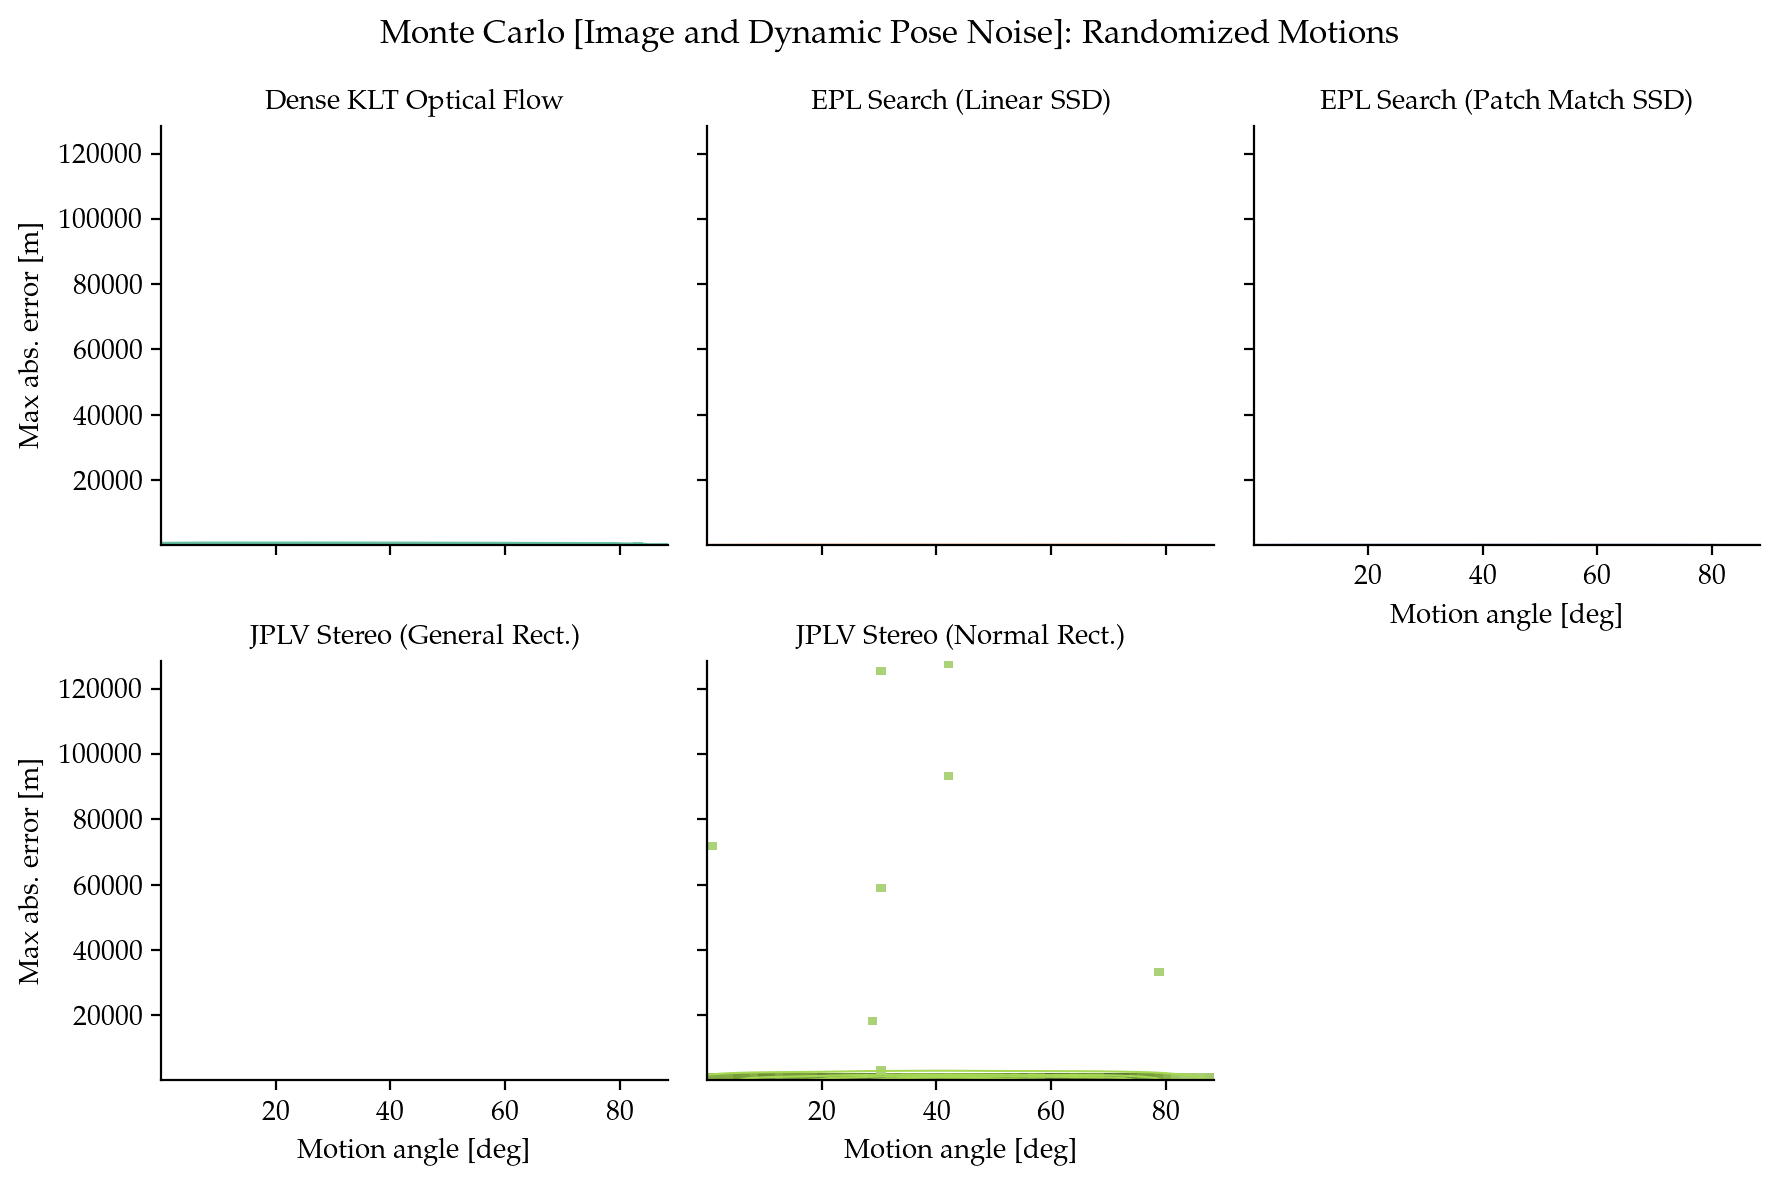 Monte Carlo [Image and Dynamic Pose Noise]: Randomized Motions
Dense KLT Optical Flow
EPL Search (Linear SSD)
EPL Search (Patch Match SSD)
Max abs. error [m]
120000
100000
80000
60000
40000
20000
20 40 60 80
Motion angle [deg]
JPLV Stereo (General Rect.)
JPLV Stereo (Normal Rect.)
Max abs. error [m]
120000
100000
80000
60000
40000
20000
20 40 60 80
Motion angle [deg]
20 40 60 80
Motion angle [deg]